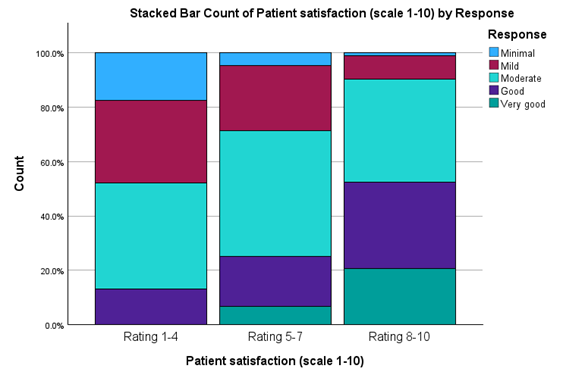 Stacked Bar Count of Patient satisfaction (scale 1-10) by Response
Response
Minimal
Mild
Moderate
Good
Very good
100.0%
80.0%
60.0%
40.0%
20.0%
0.0%
Count
Rating 1-4
Rating 5-7
Rating 8-10
Patient satisfaction (scale 1-10)